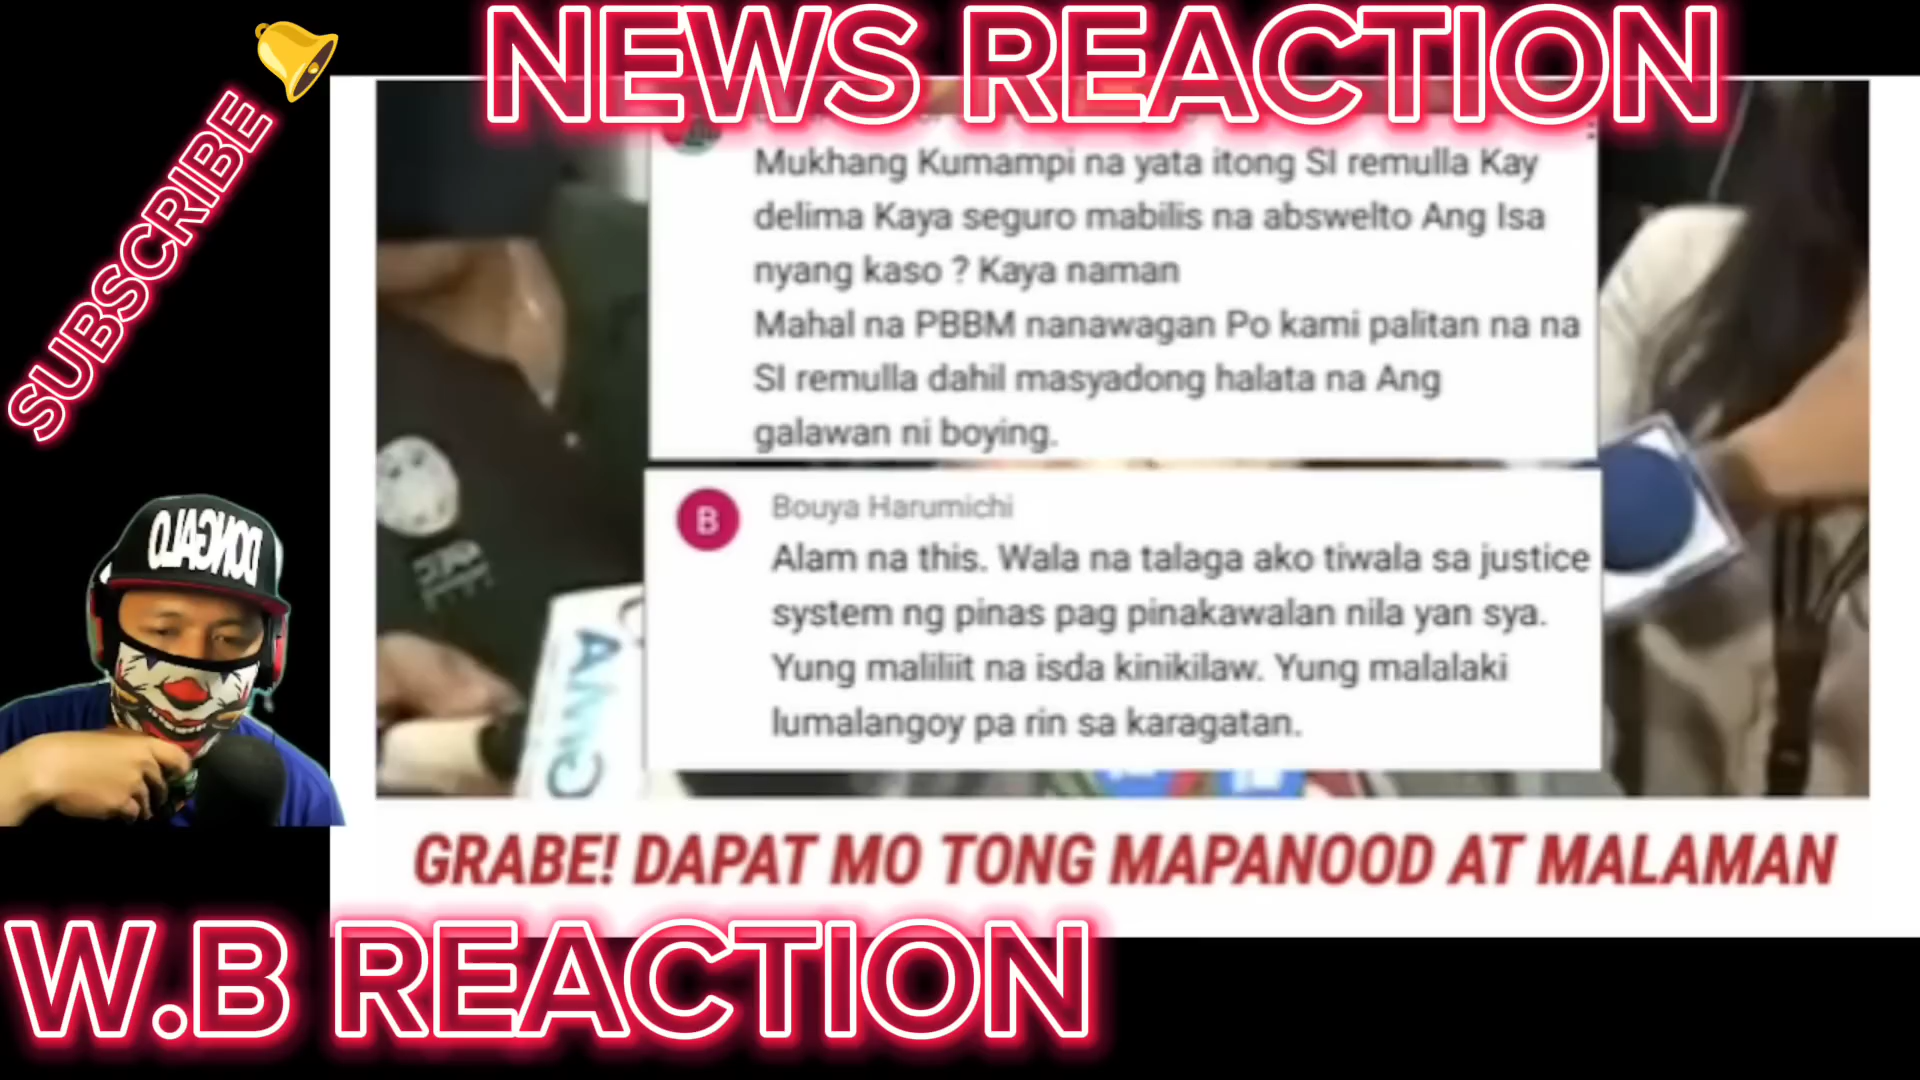 NEWS REACTION
SUBSCRIBE
Mukhang Kumampi na yata itong SI remulla Kay
delima Kaya seguro mabilis na abswelto Ang Isa
nyang kaso ? Kaya naman
Mahal na PBBM nanawagan Po kami palitan na na
SI remulla dahil masyadong halata na Ang
galawan ni boying.
B
Bouya Harumichi
Alam na this. Wala na talaga ako tiwala sa justice
system ng pinas pag pinakawalan nila yan sya.
Yung maliliit na isda kinikilaw. Yung malalaki
lumalangoy pa rin sa karagatan.
DONGALO
GRABE! DAPAT MO TONG MAPANOOD AT MALAMAN
W.B REACTION